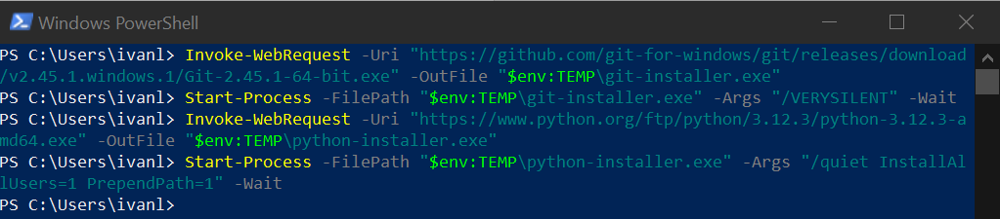 Windows PowerShell
PS C:\Users\ivanl> Invoke-WebRequest -Uri "https://github.com/git-for-windows/git/releases/download
/v2.45.1.windows.1/Git-2.45.1-64-bit.exe" -OutFile "$env:TEMP\git-installer.exe"
PS C:\Users\ivanl> Start-Process -FilePath "$env:TEMP\git-installer.exe" -Args "/VERYSILENT" -Wait
PS C:\Users\ivanl> Invoke-WebRequest -Uri "https://www.python.org/ftp/python/3.12.3/python-3.12.3-a
md64.exe" -OutFile "$env:TEMP\python-installer.exe"
PS C:\Users\ivanl> Start-Process -FilePath "$env:TEMP\python-installer.exe" -Args "/quiet InstallAl
lUsers=1 PrependPath=1" -Wait
PS C:\Users\ivanl>